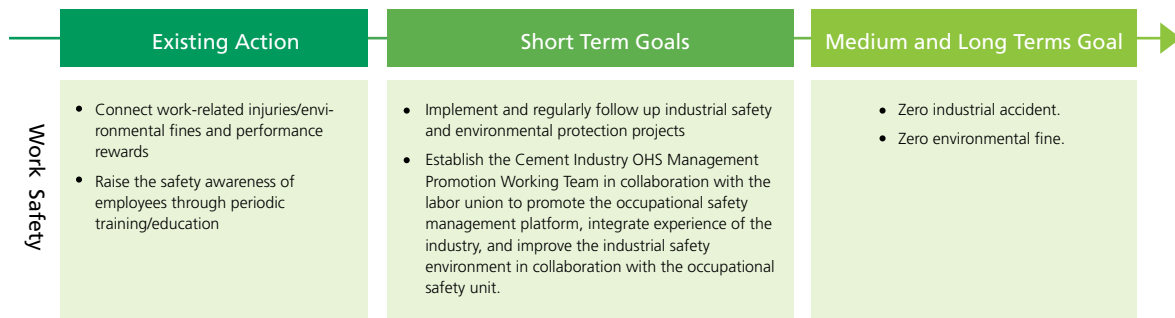 Existing Action
Short Term Goals
Medium and Long Terms Goal
Work Safety
• Connect work-related injuries/envi-
ronmental fines and performance
rewards
• Raise the safety awareness of
employees through periodic
training/education
• Implement and regularly follow up industrial safety
and environmental protection projects
• Establish the Cement Industry OHS Management
Promotion Working Team in collaboration with the
labor union to promote the occupational safety
management platform, integrate experience of the
industry, and improve the industrial safety
environment in collaboration with the occupational
safety unit.
• Zero industrial accident.
• Zero environmental fine.